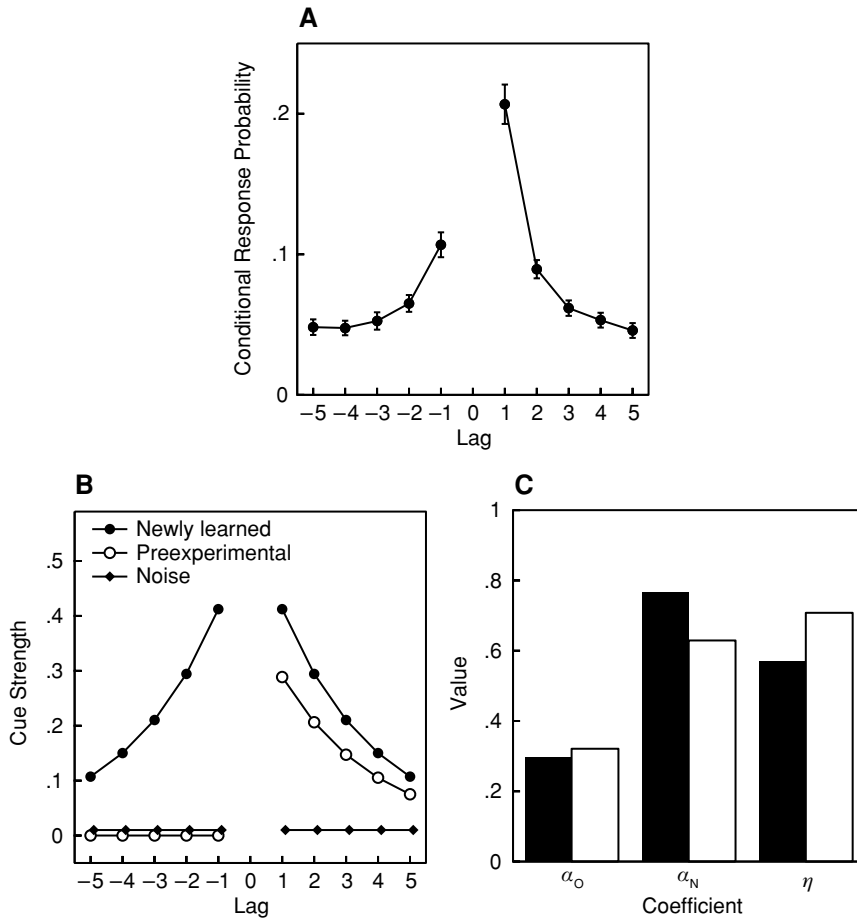 A
Conditional Response Probability
.2
.1
0
−5 −4 −3 −2 −1 0 1 2 3 4 5
Lag
B
Newly learned
Preexperimental
Noise
Cue Strength
.5
.4
.3
.2
.1
0
−5 −4 −3 −2 −1 0 1 2 3 4 5
Lag
C
Value
1
.8
.6
.4
.2
0
αO αN η
Coefficient